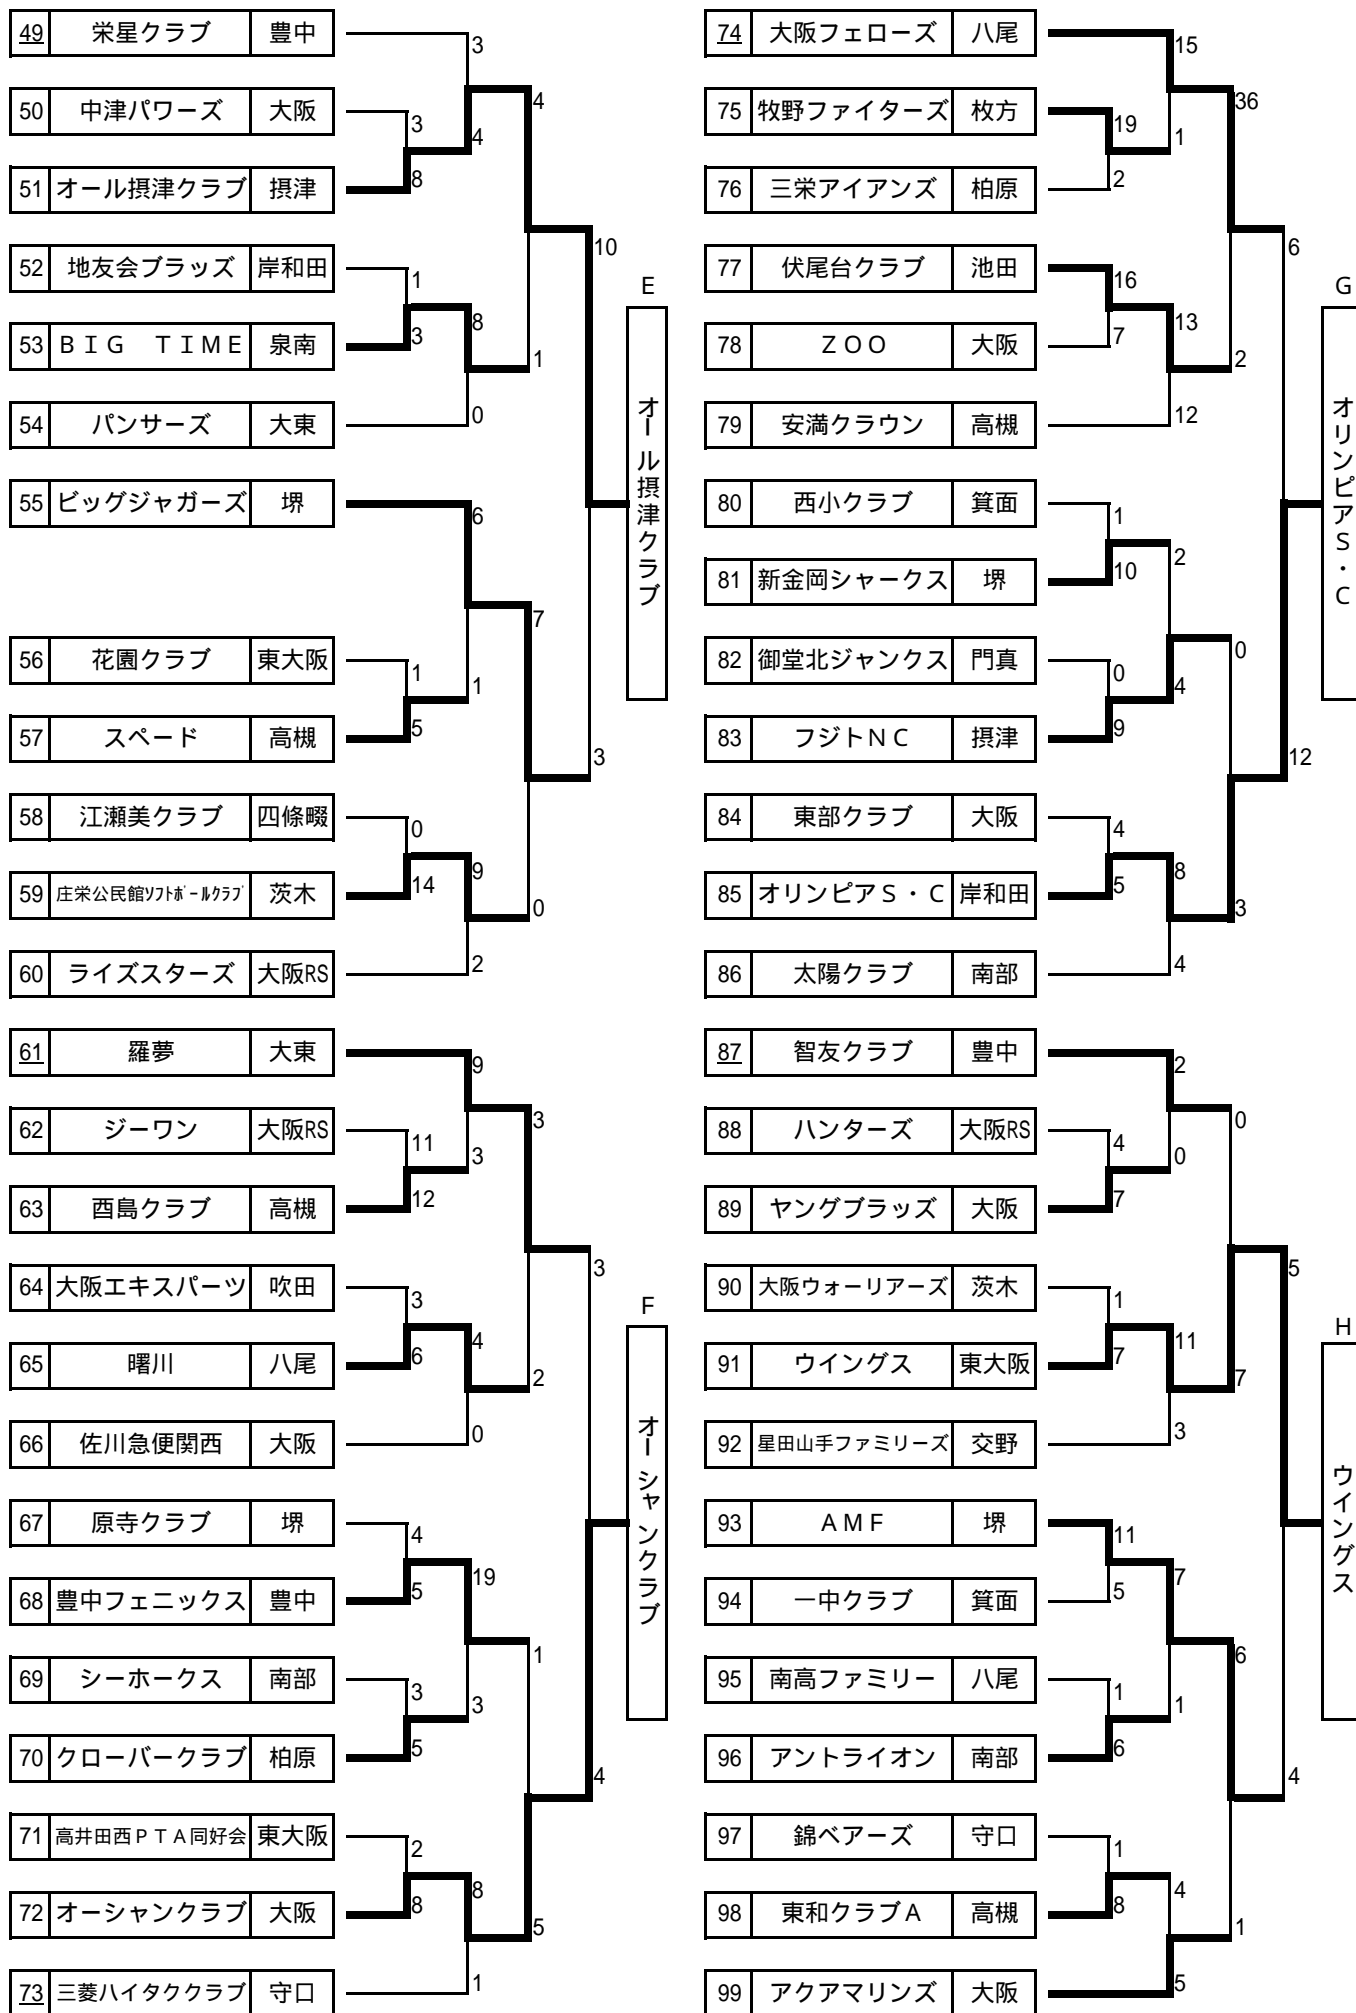 49 栄星クラブ 豊中
3
50 中津パワーズ 大阪
3
4
4
51 オール摂津クラブ 摂津
8
10
52 地友会ブラッズ 岸和田
1
8
53 ＢＩＧ　ＴＩＭＥ 泉南
3
1
54 パンサーズ 大東
0
E
オール摂津クラブ
55 ビッグジャガーズ 堺
6
7
56 花園クラブ 東大阪
1
1
57 スペード 高槻
5
3
58 江瀬美クラブ 四條畷
0
9
59 庄栄公民館ｿﾌﾄﾎﾞｰﾙｸﾗﾌﾞ 茨木
14
0
60 ライズスターズ 大阪RS
2
61 羅夢 大東
9
3
62 ジーワン 大阪RS
11
3
63 酉島クラブ 高槻
12
3
64 大阪エキスパーツ 吹田
3
4
65 曙川 八尾
6
2
66 佐川急便関西 大阪
0
F
オーシャンクラブ
67 原寺クラブ 堺
4
19
68 豊中フェニックス 豊中
5
1
69 シーホークス 南部
3
3
70 クローバークラブ 柏原
5
4
71 高井田西ＰＴＡ同好会 東大阪
2
8
72 オーシャンクラブ 大阪
8
5
73 三菱ハイタククラブ 守口
1
74 大阪フェローズ 八尾
15
36
75 牧野ファイターズ 枚方
19
1
76 三栄アイアンズ 柏原
2
6
77 伏尾台クラブ 池田
16
13
78 ＺＯＯ 大阪
7
2
79 安満クラウン 高槻
12
G
オリンピアＳ・Ｃ
80 西小クラブ 箕面
1
2
81 新金岡シャークス 堺
10
0
82 御堂北ジャンクス 門真
0
4
83 フジトＮＣ 摂津
9
12
84 東部クラブ 大阪
4
8
85 オリンピアＳ・Ｃ 岸和田
5
3
86 太陽クラブ 南部
4
87 智友クラブ 豊中
2
0
88 ハンターズ 大阪RS
4
0
89 ヤングブラッズ 大阪
7
5
90 大阪ウォーリアーズ 茨木
1
11
91 ウイングス 東大阪
7
7
92 星田山手ファミリーズ 交野
3
H
ウイングス
93 ＡＭＦ 堺
11
7
94 一中クラブ 箕面
5
6
95 南高ファミリー 八尾
1
1
96 アントライオン 南部
6
4
97 錦ベアーズ 守口
1
4
98 東和クラブＡ 高槻
8
1
99 アクアマリンズ 大阪
5